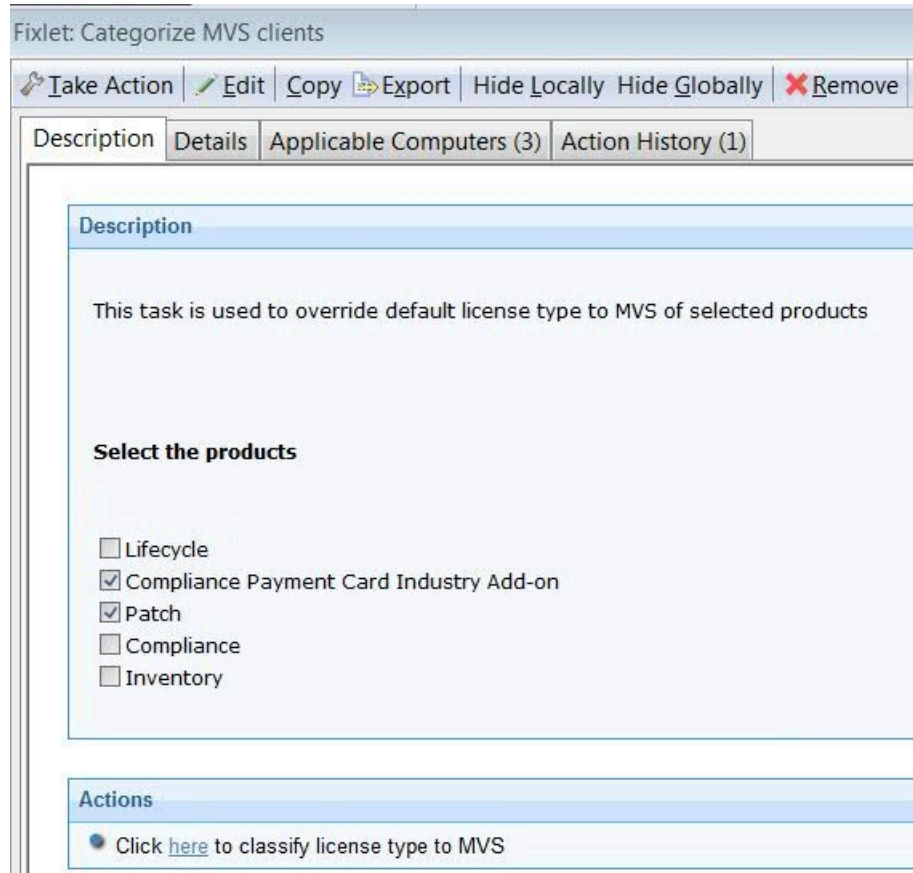 Fixlet: Categorize MVS clients
Take Action Edit Copy Export Hide Locally Hide Globally Remove
Description Details Applicable Computers (3) Action History (1)
Description
This task is used to override default license type to MVS of selected products
Select the products
Lifecycle
Compliance Payment Card Industry Add-on
Patch
Compliance
Inventory
Actions
Click here to classify license type to MVS